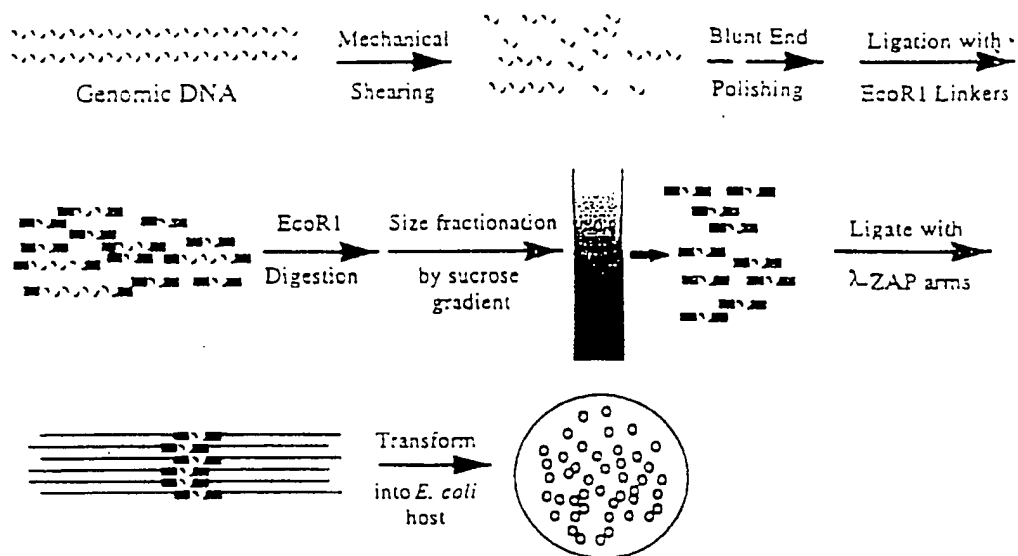 Mechanical
Shearing
Blunt End
Polishing
Ligation with
EcoR1 Linkers
Genomic DNA
EcoR1
Digestion
Size fractionation
by sucrose
gradient
Ligate with
λ-ZAP arms
Transform
into E. coli
host